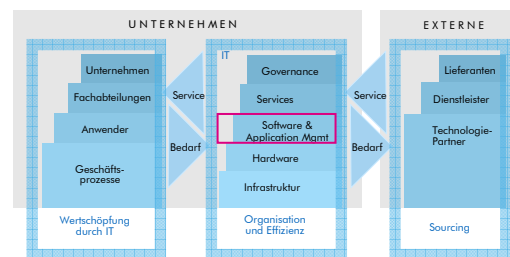 UNTERNEHMEN
EXTERNE
Unternehmen
Fachabteilungen
Anwender
Geschäfts-
prozesse
Wertschöpfung
durch IT
Service
Bedarf
IT
Governance
Services
Software &
Application Mgmt
Hardware
Infrastruktur
Organisation
und Effizienz
Service
Bedarf
Lieferanten
Dienstleister
Technologie-
Partner
Sourcing